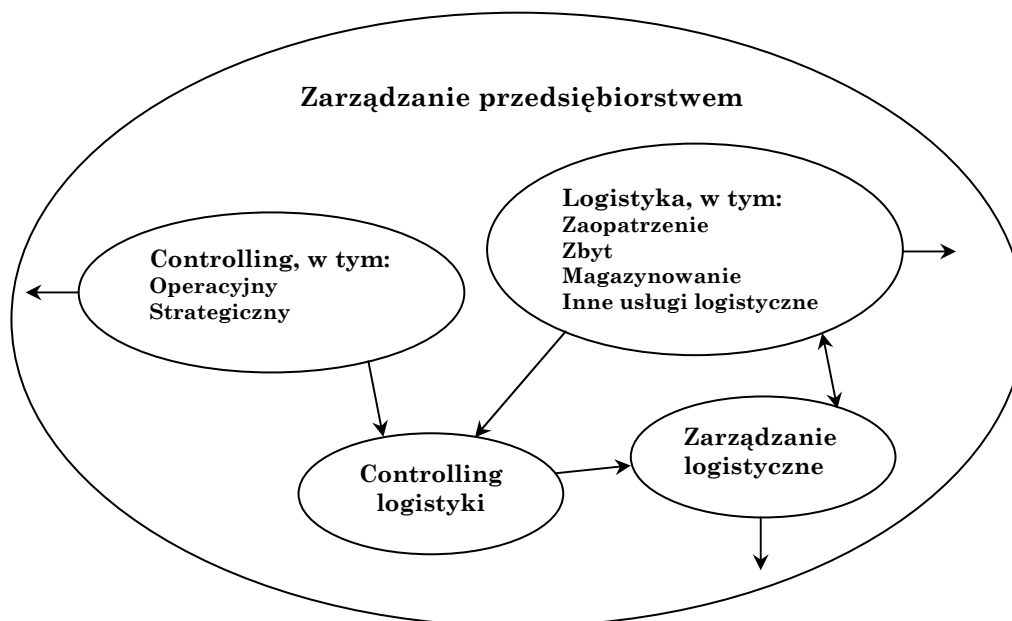 Zarządzanie przedsiębiorstwem
Logistyka, w tym:
Zaopatrzenie
Zbyt
Magazynowanie
Inne usługi logistyczne
Controlling, w tym:
Operacyjny
Strategiczny
Zarządzanie
logistyczne
Controlling
logistyki